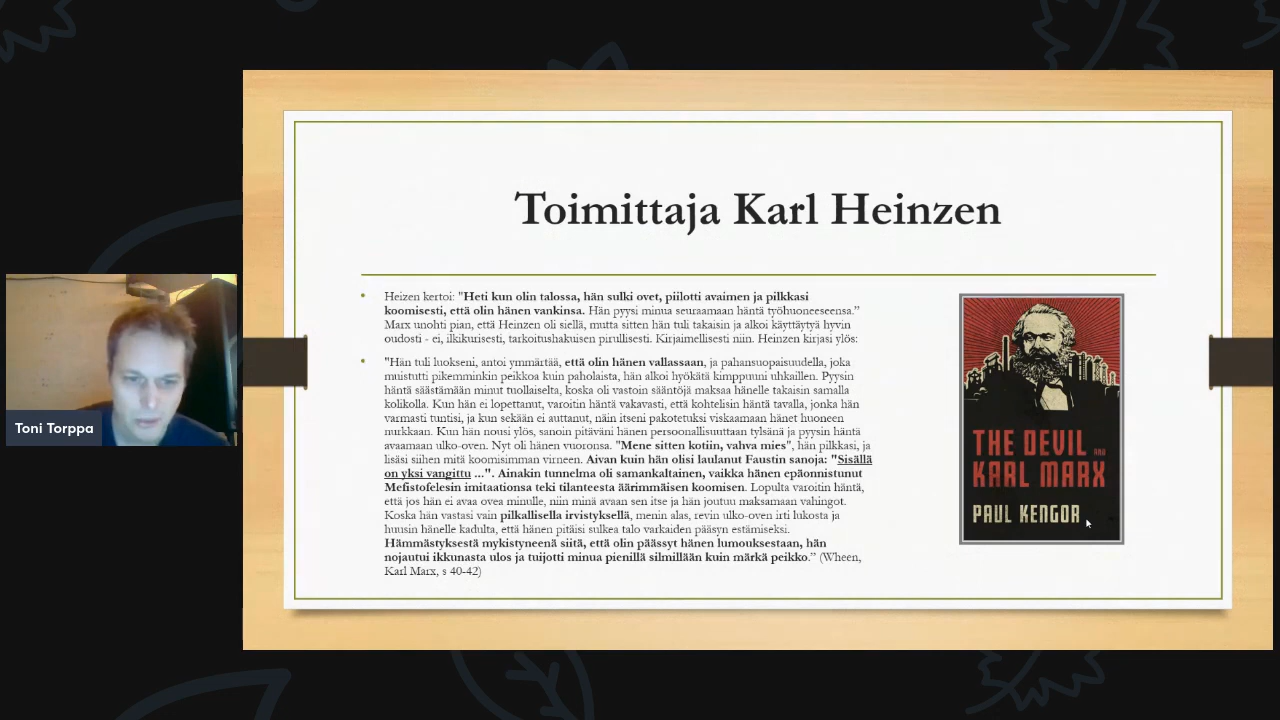 Toimittaja Karl Heinzen
Heizen kertoi: "Heti kun olin talossa, hän sulki ovet, piilotti avaimen ja pilkkasi
koomisesti, että olin hänen vankinsa. Hän pyysi minua seuraamaan häntä työhuoneeseensa.”
Marx unohti pian, että Heinzen oli siellä, mutta sitten hän tuli takaisin ja alkoi käyttäytyä hyvin
oudosti - ei, ilkikurisesti, tarkoitushakuisen pirullisesti. Kirjaimellisesti niin. Heinzen kirjasi ylös:
"Hän tuli luokseni, antoi ymmärtää, että olin hänen vallassaan, ja pahansuopaisuudella, joka
muistutti pikemminkin peikkoa kuin paholaista, hän alkoi hyökätä kimppuuni uhkaillen. Pyysin
häntä säästämään minut tuollaiselta, koska oli vastoin sääntöjä maksaa hänelle takaisin samalla
kolikolla. Kun hän ei lopettanut, varoitin häntä vakavasti, että kohtelisin häntä tavalla, jonka hän
varmasti tuntisi, ja kun sekään ei auttanut, näin itseni pakotetuksi viskaamaan hänet huoneen
nurkkaan. Kun hän nousi ylös, sanoin pitäväni hänen persoonallisuuttaan tylsänä ja pyysin häntä
avaamaan ulko-oven. Nyt oli hänen vuoronsa. "Mene sitten kotiin, vahva mies", hän pilkkasi, ja
lisäsi siihen mitä koomisimman virneen. Aivan kuin hän olisi laulanut Faustin sanoja: "Sisällä
on yksi vangittu ...". Ainakin tunnelma oli samankaltainen, vaikka hänen epäonnistunut
Mefistofelesin imitaationsa teki tilanteesta äärimmäisen koomisen. Lopulta varoitin häntä,
että jos hän ei avaa ovea minulle, niin minä avaan sen itse ja hän joutuu maksamaan vahingot.
Koska hän vastasi vain pilkallisella irvistyksellä, menin alas, revin ulko-oven irti lukosta ja
huusin hänelle kadulta, että hänen pitäisi sulkea talo varkaiden pääsyn estämiseksi.
Hämmästyksestä mykistyneenä siitä, että olin päässyt hänen lumouksestaan, hän
nojautui ikkunasta ulos ja tuijotti minua pienillä silmillään kuin märkä peikko.” (Wheen,
Karl Marx, s 40-42)
THE DEVIL AND
KARL MARX
PAUL KENGOR
Toni Torppa